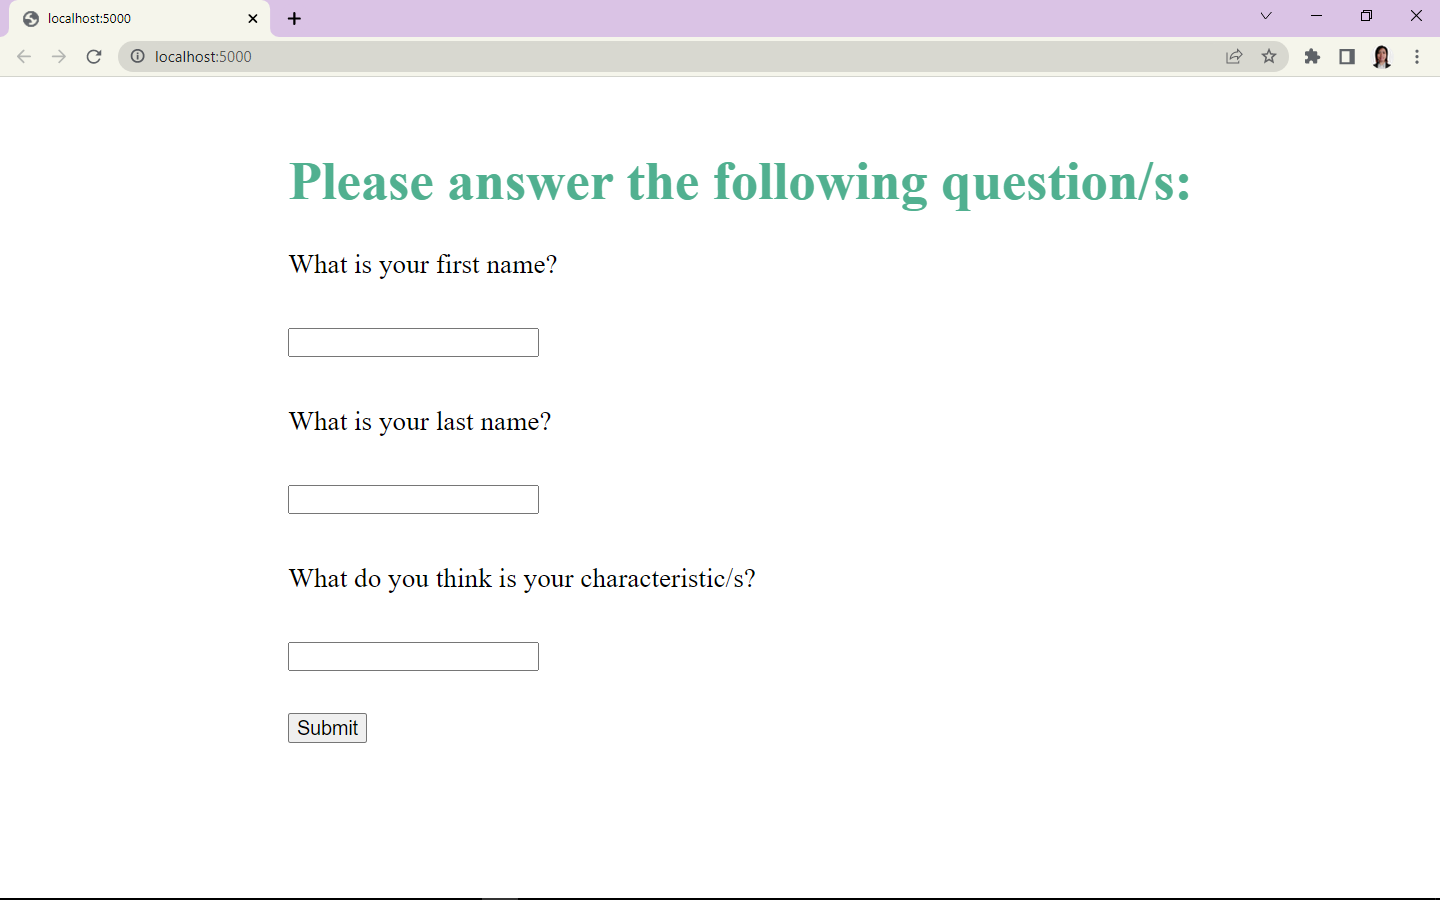 localhost:5000
localhost:5000
Please answer the following question/s:
What is your first name?
What is your last name?
What do you think is your characteristic/s?
Submit